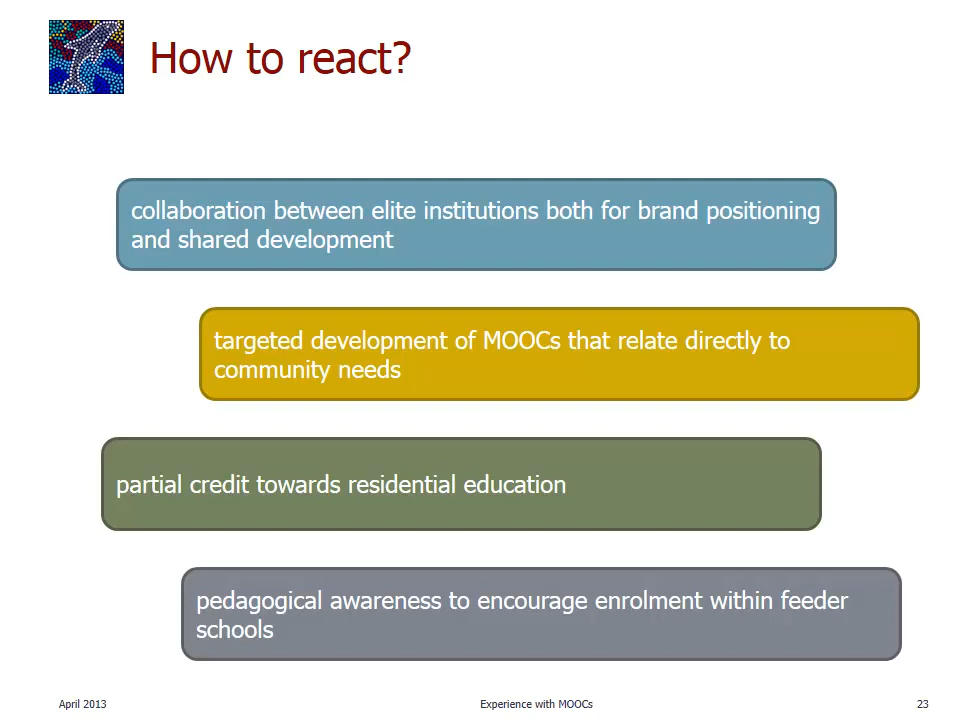 How to react?
collaboration between elite institutions both for brand positioning
and shared development
targeted development of MOOCs that relate directly to
community needs
partial credit towards residential education
pedagogical awareness to encourage enrolment within feeder
schools
April 2013
Experience with MOOCs
23